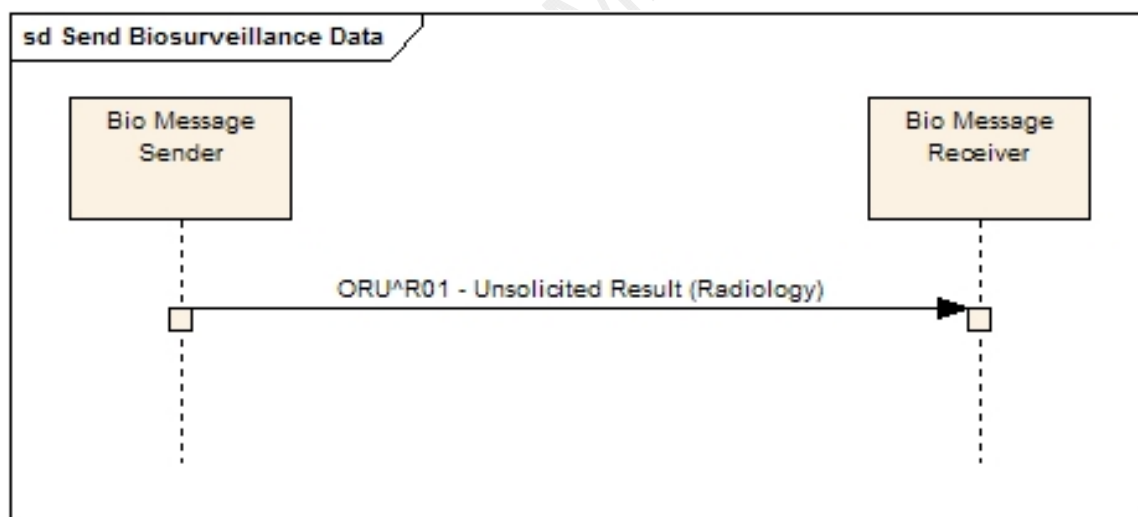 sd Send Biosurveillance Data
Bio Message
Sender
Bio Message
Receiver
ORU^R01 - Unsolicited Result (Radiology)